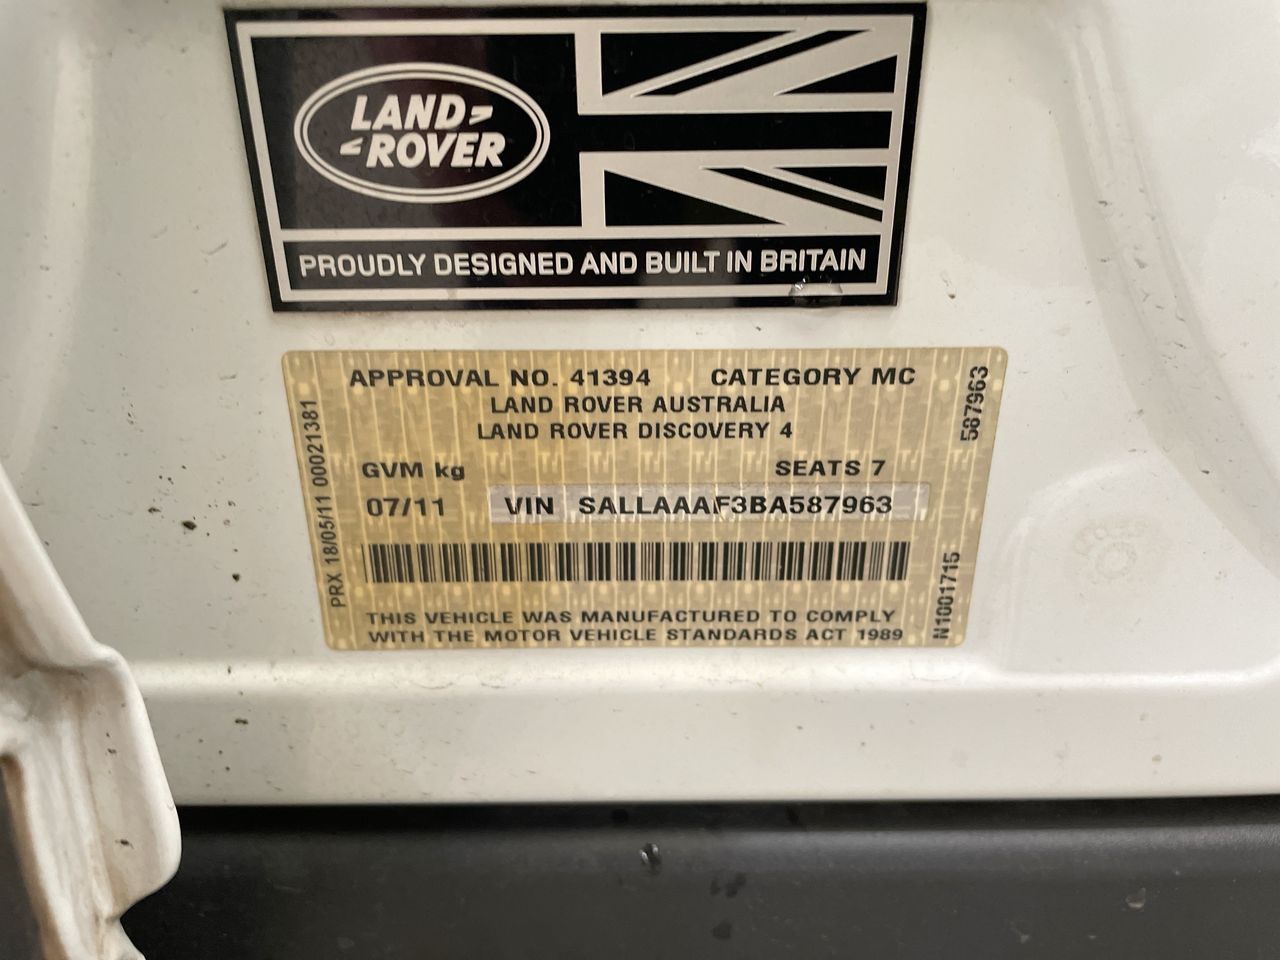 LAND
ROVER
PROUDLY DESIGNED AND BUILT IN BRITAIN
APPROVAL NO. 41394 CATEGORY MC
LAND ROVER AUSTRALIA
LAND ROVER DISCOVERY 4
GVM kg SEATS 7
07/11 VIN SALLAAAF3BA587963
THIS VEHICLE WAS MANUFACTURED TO COMPLY
WITH THE MOTOR VEHICLE STANDARDS ACT 1989
PRX 18/05/11 00021381
587963
N1001715